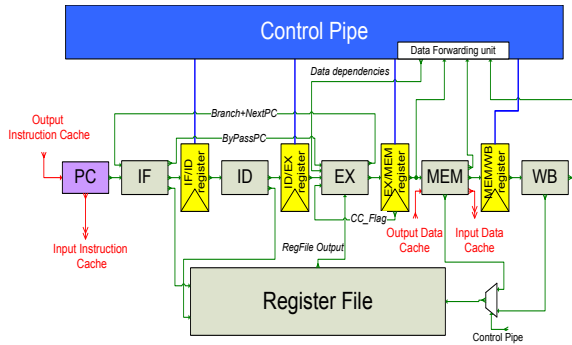 Control Pipe
Data Forwarding unit
Data dependencies
Output
Instruction Cache
Branch+NextPC
ByPassPC
PC
IF
IF/ID
register
ID
ID/EX
register
EX
EX/MEM
register
MEM
MEM/WB
register
WB
CC_Flag
Input Instruction
Cache
RegFile Output
Output Data
Cache
Input Data
Cache
Register File
Control Pipe